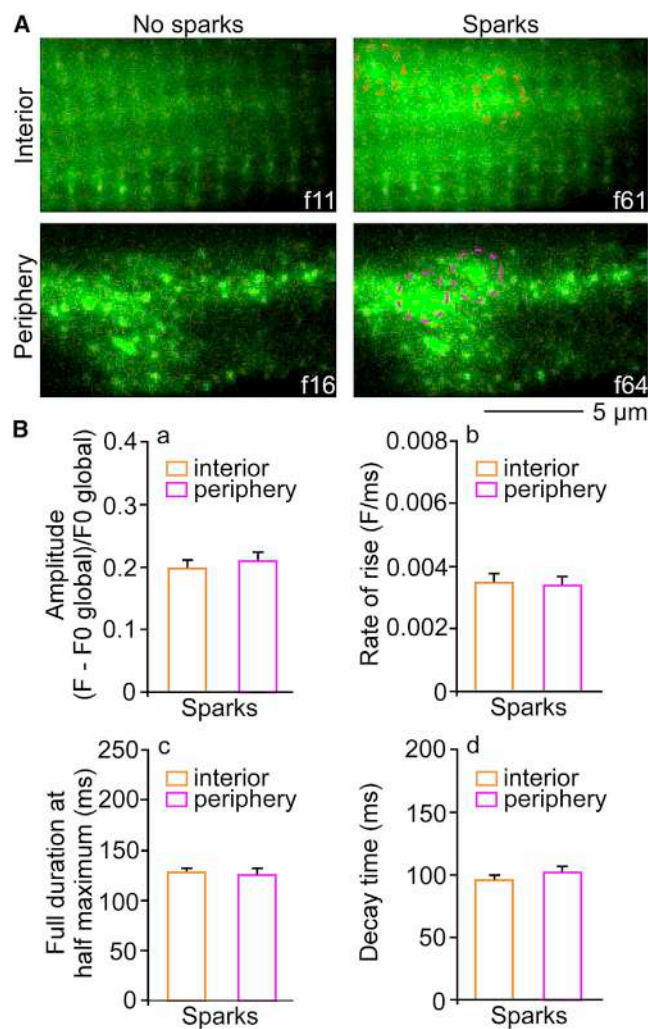 A
No sparks
Sparks
Interior
f11
f61
Periphery
f16
f64
5 µm
B
a
Amplitude
(F - F0 global)/F0 global)
0.4
0.3
0.2
0.1
0
interior
periphery
Sparks
b
Rate of rise (F/ms)
0.008
0.006
0.004
0.002
0
interior
periphery
Sparks
c
Full duration at
half maximum (ms)
250
200
150
100
50
0
interior
periphery
Sparks
d
Decay time (ms)
200
150
100
50
0
interior
periphery
Sparks